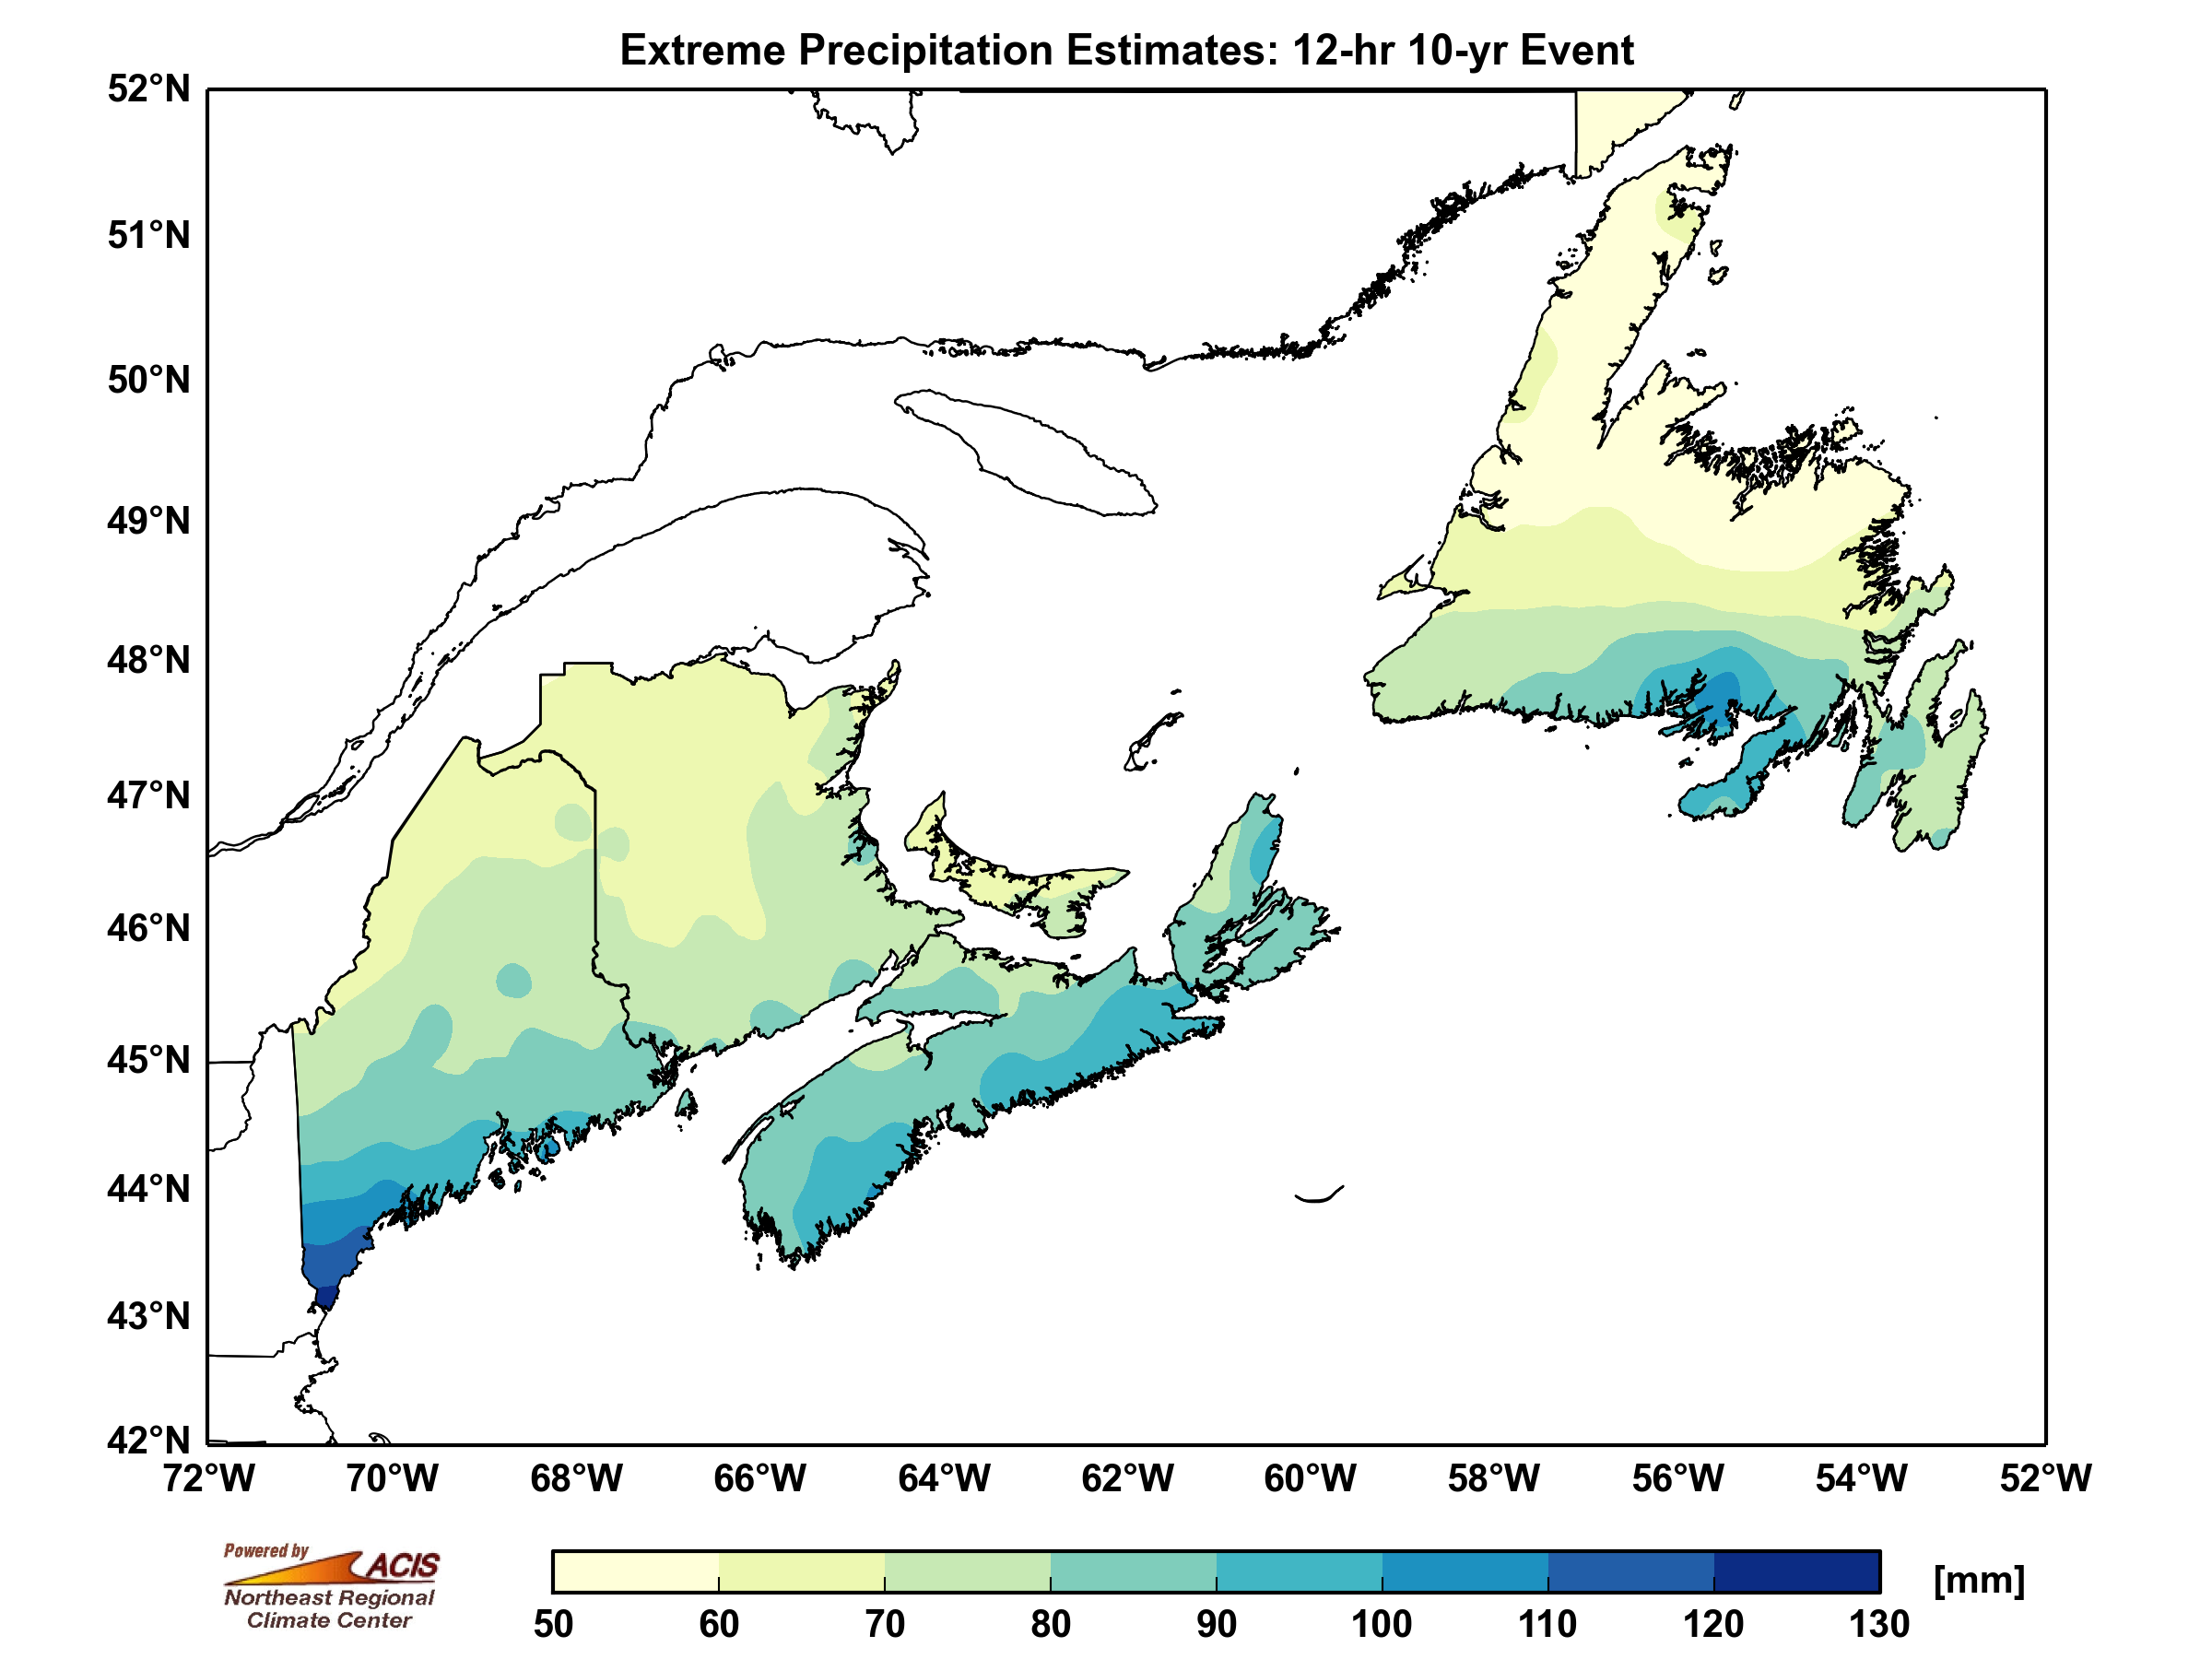 Extreme Precipitation Estimates: 12-hr 10-yr Event
52°N
51°N
50°N
49°N
48°N
47°N
46°N
45°N
44°N
43°N
42°N
72°W 70°W 68°W 66°W 64°W 62°W 60°W 58°W 56°W 54°W 52°W
Powered by
ACIS
Northeast Regional
Climate Center
[mm]
50 60 70 80 90 100 110 120 130